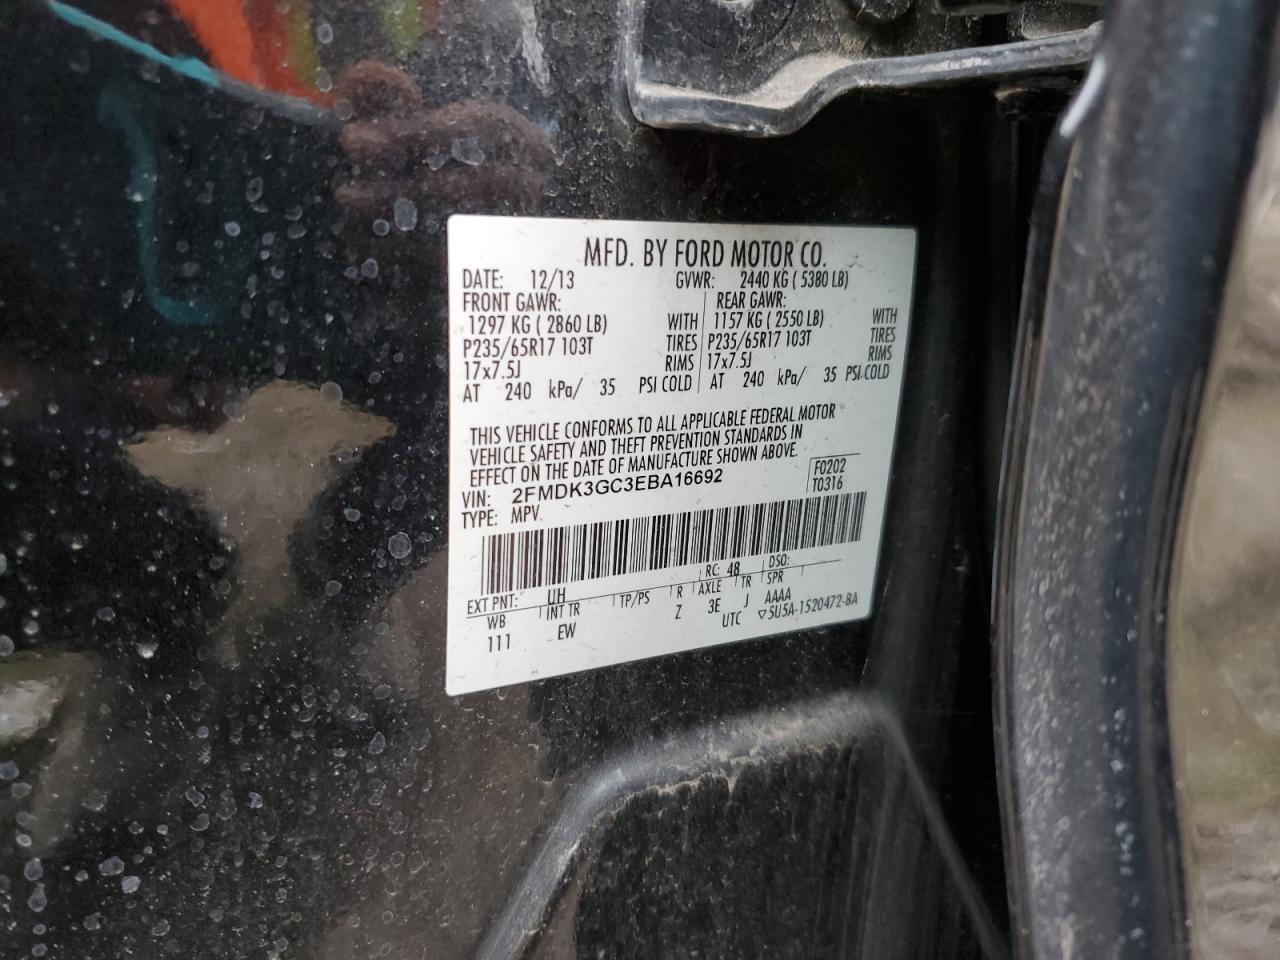 MFD. BY FORD MOTOR CO.
DATE: 12/13 GVWR: 2440 KG ( 5380 LB)
FRONT GAWR: REAR GAWR:
1297 KG ( 2860 LB) WITH 1157 KG ( 2550 LB) WITH
P235/65R17 103T TIRES P235/65R17 103T TIRES
17x7.5J RIMS 17x7.5J RIMS
AT 240 kPa/ 35 PSI COLD AT 240 kPa/ 35 PSI COLD
THIS VEHICLE CONFORMS TO ALL APPLICABLE FEDERAL MOTOR
VEHICLE SAFETY AND THEFT PREVENTION STANDARDS IN
EFFECT ON THE DATE OF MANUFACTURE SHOWN ABOVE.
VIN: 2FMDK3GC3EBA16692 F0202
TYPE: MPV T0316
EXT PNT: UH RC: 48 DSO:
WB INT TR TP/PS R AXLE TR SPR
111 EW Z 3E J AAAA
UTC ▽5U5A-1520472-BA